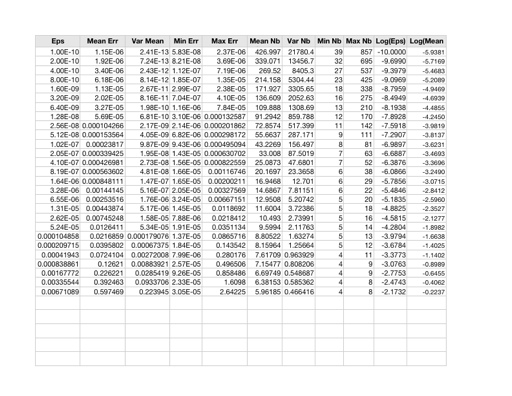 Eps Mean Err Var Mean Min Err Max Err Mean Nb Var Nb Min Nb Max Nb Log(Eps) Log(Mean
1.00E-10 1.15E-06 2.41E-13 5.83E-08 2.37E-06 426.997 21780.4 39 857 -10.0000 -5.9381
2.00E-10 1.92E-06 7.24E-13 8.21E-08 3.69E-06 339.071 13456.7 32 695 -9.6990 -5.7169
4.00E-10 3.40E-06 2.43E-12 1.12E-07 7.19E-06 269.52 8405.3 27 537 -9.3979 -5.4683
8.00E-10 6.18E-06 8.14E-12 1.85E-07 1.35E-05 214.158 5304.44 23 425 -9.0969 -5.2089
1.60E-09 1.13E-05 2.67E-11 2.99E-07 2.38E-05 171.927 3305.65 18 338 -8.7959 -4.9469
3.20E-09 2.02E-05 8.16E-11 7.04E-07 4.10E-05 136.609 2052.63 16 275 -8.4949 -4.6939
6.40E-09 3.27E-05 1.98E-10 1.16E-06 7.84E-05 109.888 1308.69 13 210 -8.1938 -4.4855
1.28E-08 5.69E-05 6.81E-10 3.10E-06 0.000132587 91.2942 859.788 12 170 -7.8928 -4.2450
2.56E-08 0.000104266 2.17E-09 2.14E-06 0.000201862 72.8574 517.399 11 142 -7.5918 -3.9819
5.12E-08 0.000153564 4.05E-09 6.82E-06 0.000298172 55.6637 287.171 9 111 -7.2907 -3.8137
1.02E-07 0.00023817 9.87E-09 9.43E-06 0.000495094 43.2269 156.497 8 81 -6.9897 -3.6231
2.05E-07 0.000339425 1.95E-08 1.43E-05 0.000630702 33.008 87.5019 7 63 -6.6887 -3.4693
4.10E-07 0.000426981 2.73E-08 1.56E-05 0.000822559 25.0873 47.6801 7 52 -6.3876 -3.3696
8.19E-07 0.000563602 4.81E-08 1.66E-05 0.00116746 20.1697 23.3658 6 38 -6.0866 -3.2490
1.64E-06 0.000848111 1.47E-07 1.65E-05 0.00200211 16.9468 12.701 6 29 -5.7856 -3.0715
3.28E-06 0.00144145 5.16E-07 2.05E-05 0.00327569 14.6867 7.81151 6 22 -5.4846 -2.8412
6.55E-06 0.00253516 1.76E-06 3.24E-05 0.00667151 12.9508 5.20742 5 20 -5.1835 -2.5960
1.31E-05 0.00443874 5.17E-06 1.45E-05 0.0118692 11.6004 3.72386 5 18 -4.8825 -2.3527
2.62E-05 0.00745248 1.58E-05 7.88E-06 0.0218412 10.493 2.73991 5 16 -4.5815 -2.1277
5.24E-05 0.0126411 5.34E-05 1.91E-05 0.0351134 9.5994 2.11763 5 14 -4.2804 -1.8982
0.000104858 0.0216859 0.000179076 1.37E-05 0.0865716 8.80522 1.63274 5 13 -3.9794 -1.6638
0.000209715 0.0395802 0.00067375 1.84E-05 0.143542 8.15964 1.25664 5 12 -3.6784 -1.4025
0.00041943 0.0724104 0.00272008 7.99E-06 0.280176 7.61709 0.963929 4 11 -3.3773 -1.1402
0.000838861 0.12621 0.00883921 2.57E-05 0.496506 7.15477 0.808206 4 9 -3.0763 -0.8989
0.00167772 0.226221 0.0285419 9.26E-05 0.858486 6.69749 0.548687 4 9 -2.7753 -0.6455
0.00335544 0.392463 0.0933706 2.33E-05 1.6098 6.38153 0.585362 4 8 -2.4743 -0.4062
0.00671089 0.597469 0.223945 3.05E-05 2.64225 5.96185 0.466416 4 8 -2.1732 -0.2237